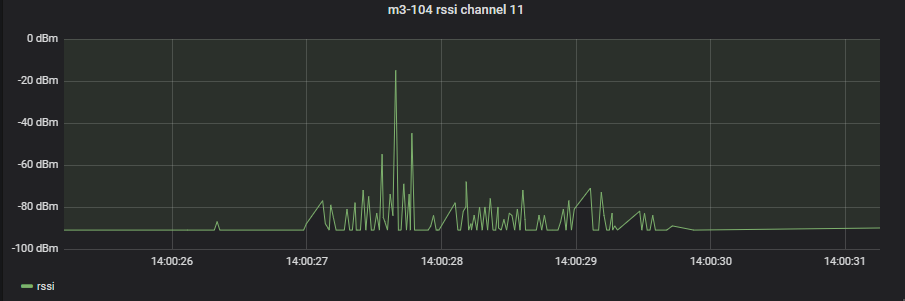 m3-104 rssi channel 11
0 dBm
-20 dBm
-40 dBm
-60 dBm
-80 dBm
-100 dBm
14:00:26 14:00:27 14:00:28 14:00:29 14:00:30 14:00:31
rssi